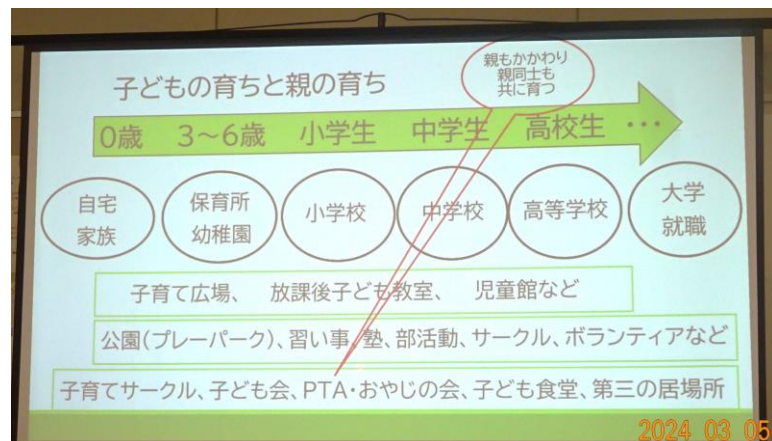 子どもの育ちと親の育ち
親もかかわり
親同士も
共に育つ
0歳 3〜6歳 小学生 中学生 高校生 …
自宅
家族
保育所
幼稚園
小学校
中学校
高等学校
大学
就職
子育て広場、 放課後子ども教室、 児童館など
公園(プレーパーク)、習い事、塾、部活動、サークル、ボランティアなど
子育てサークル、子ども会、PTA・おやじの会、子ども食堂、第三の居場所
2024 03 05